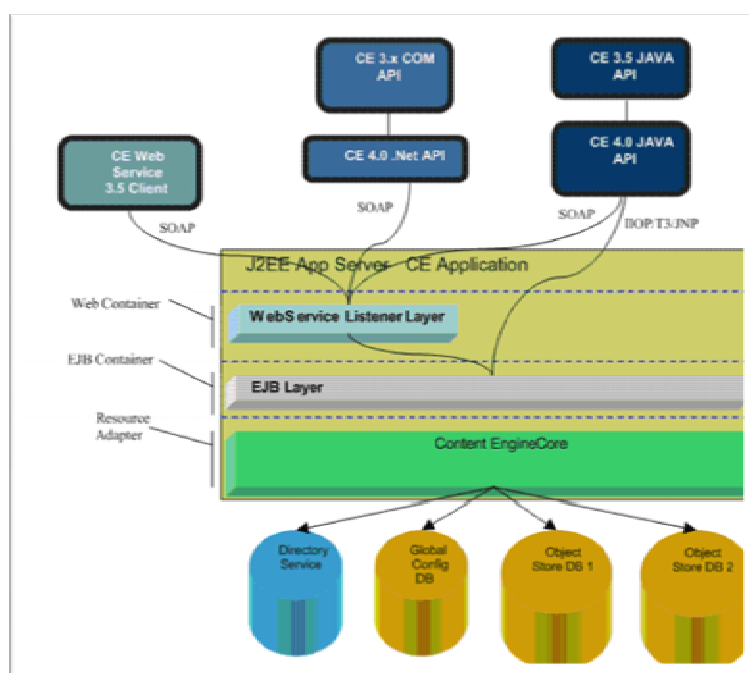 CE 3.x COM
API
CE 3.5 JAVA
API
CE Web
Service
3.5 Client
CE 4.0 .Net API
CE 4.0 JAVA
API
SOAP
SOAP
SOAP
IIOP/T3/JNP
J2EE App Server CE Application
Web Container
WebService Listener Layer
EJB Container
EJB Layer
Resource
Adapter
Content EngineCore
Directory
Service
Global
Config
DB
Object
Store DB 1
Object
Store DB 2